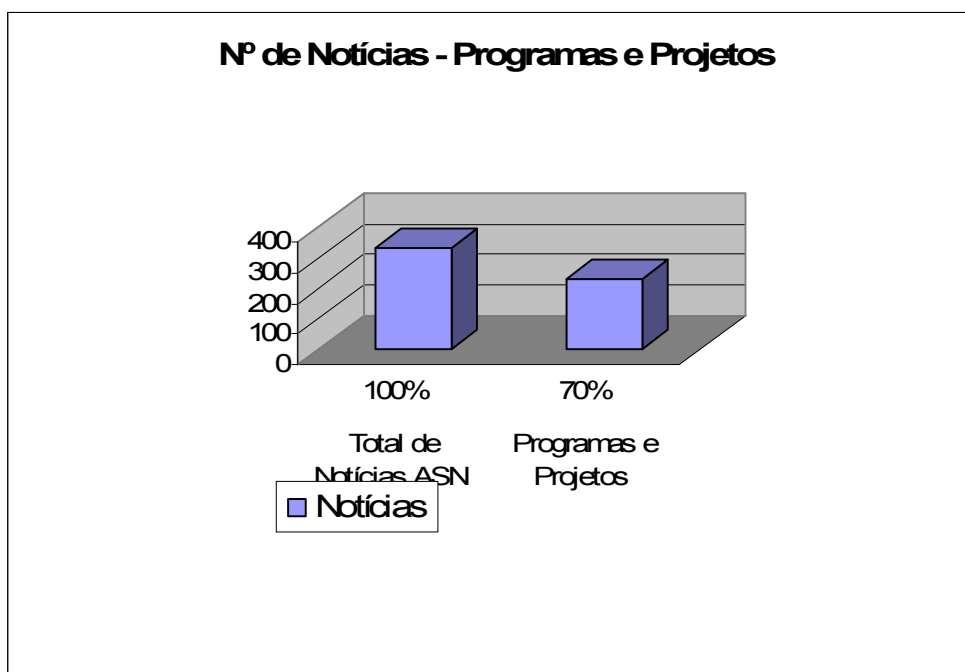 Nº de Notícias - Programas e Projetos
400
300
200
100
0
100%
70%
Total de
Notícias ASN
Programas e
Projetos
Notícias